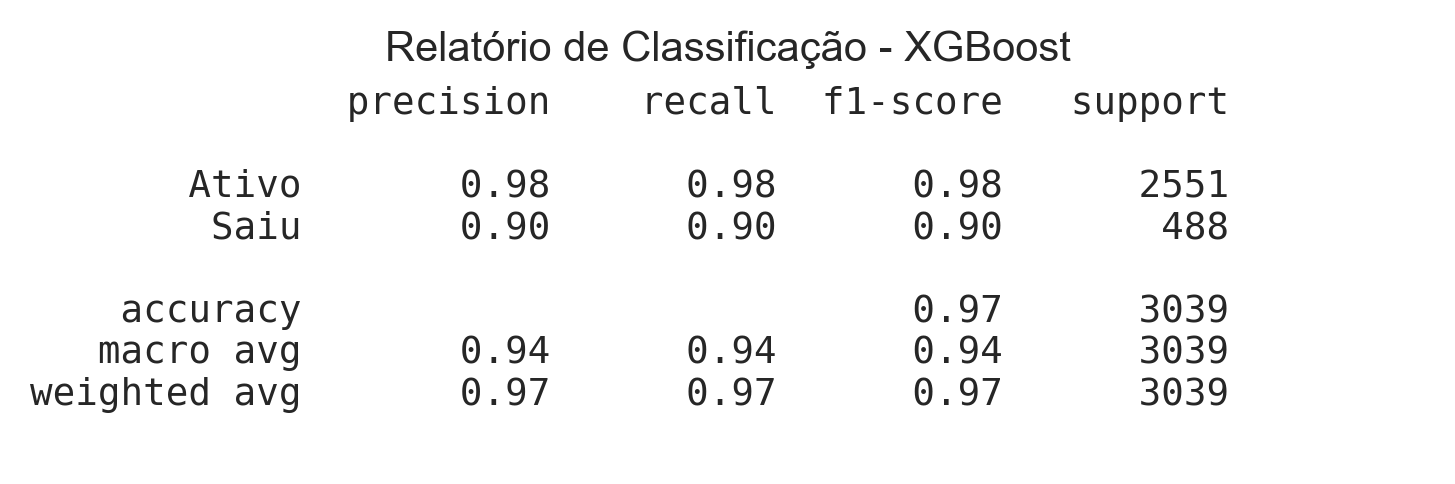 Relatório de Classificação - XGBoost
precision recall f1-score support
Ativo 0.98 0.98 0.98 2551
Saiu 0.90 0.90 0.90 488
accuracy 0.97 3039
macro avg 0.94 0.94 0.94 3039
weighted avg 0.97 0.97 0.97 3039